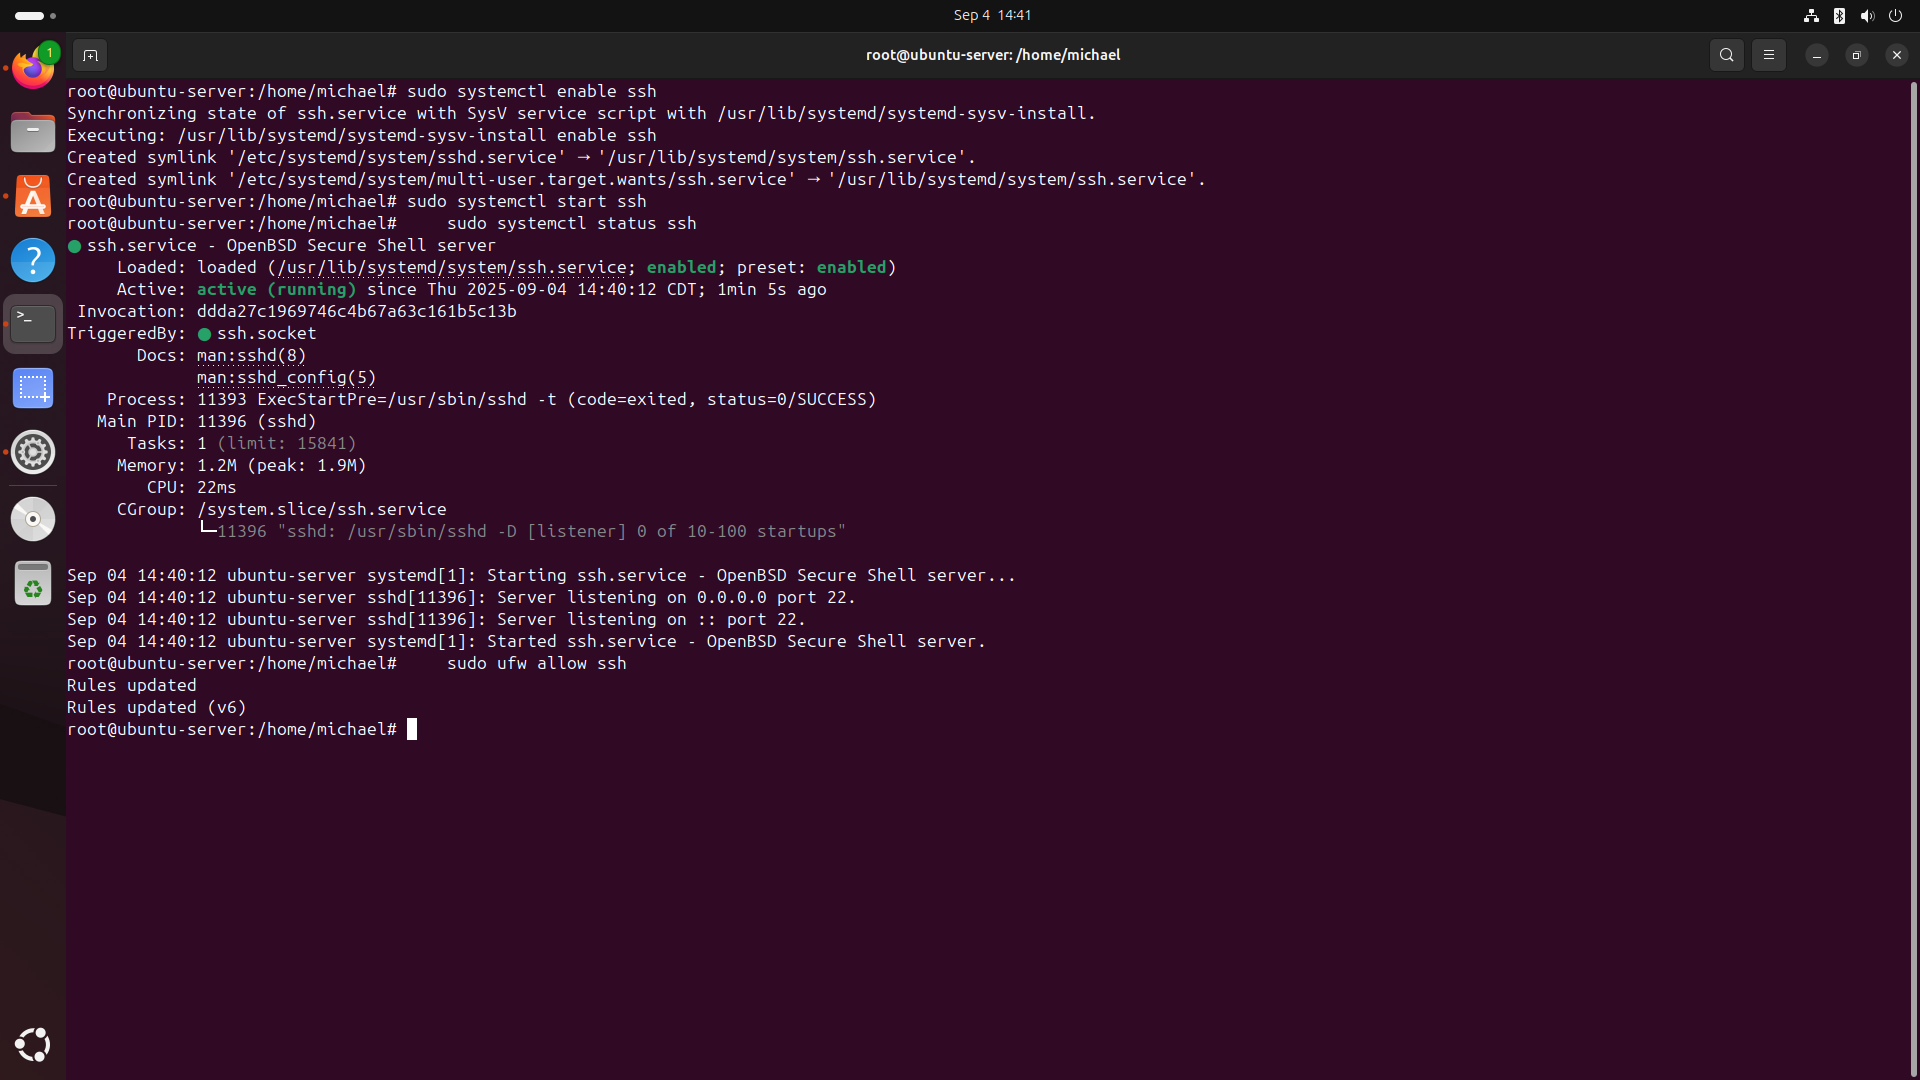 Sep 4 14:41
1
root@ubuntu-server: /home/michael
root@ubuntu-server:/home/michael# sudo systemctl enable ssh
Synchronizing state of ssh.service with SysV service script with /usr/lib/systemd/systemd-sysv-install.
Executing: /usr/lib/systemd/systemd-sysv-install enable ssh
Created symlink '/etc/systemd/system/sshd.service' → '/usr/lib/systemd/system/ssh.service'.
Created symlink '/etc/systemd/system/multi-user.target.wants/ssh.service' → '/usr/lib/systemd/system/ssh.service'.
root@ubuntu-server:/home/michael# sudo systemctl start ssh
root@ubuntu-server:/home/michael#     sudo systemctl status ssh
● ssh.service - OpenBSD Secure Shell server
     Loaded: loaded (/usr/lib/systemd/system/ssh.service; enabled; preset: enabled)
     Active: active (running) since Thu 2025-09-04 14:40:12 CDT; 1min 5s ago
 Invocation: ddda27c1969746c4b67a63c161b5c13b
TriggeredBy: ● ssh.socket
       Docs: man:sshd(8)
             man:sshd_config(5)
    Process: 11393 ExecStartPre=/usr/sbin/sshd -t (code=exited, status=0/SUCCESS)
   Main PID: 11396 (sshd)
      Tasks: 1 (limit: 15841)
     Memory: 1.2M (peak: 1.9M)
        CPU: 22ms
     CGroup: /system.slice/ssh.service
             └─11396 "sshd: /usr/sbin/sshd -D [listener] 0 of 10-100 startups"
Sep 04 14:40:12 ubuntu-server systemd[1]: Starting ssh.service - OpenBSD Secure Shell server...
Sep 04 14:40:12 ubuntu-server sshd[11396]: Server listening on 0.0.0.0 port 22.
Sep 04 14:40:12 ubuntu-server sshd[11396]: Server listening on :: port 22.
Sep 04 14:40:12 ubuntu-server systemd[1]: Started ssh.service - OpenBSD Secure Shell server.
root@ubuntu-server:/home/michael#     sudo ufw allow ssh
Rules updated
Rules updated (v6)
root@ubuntu-server:/home/michael#